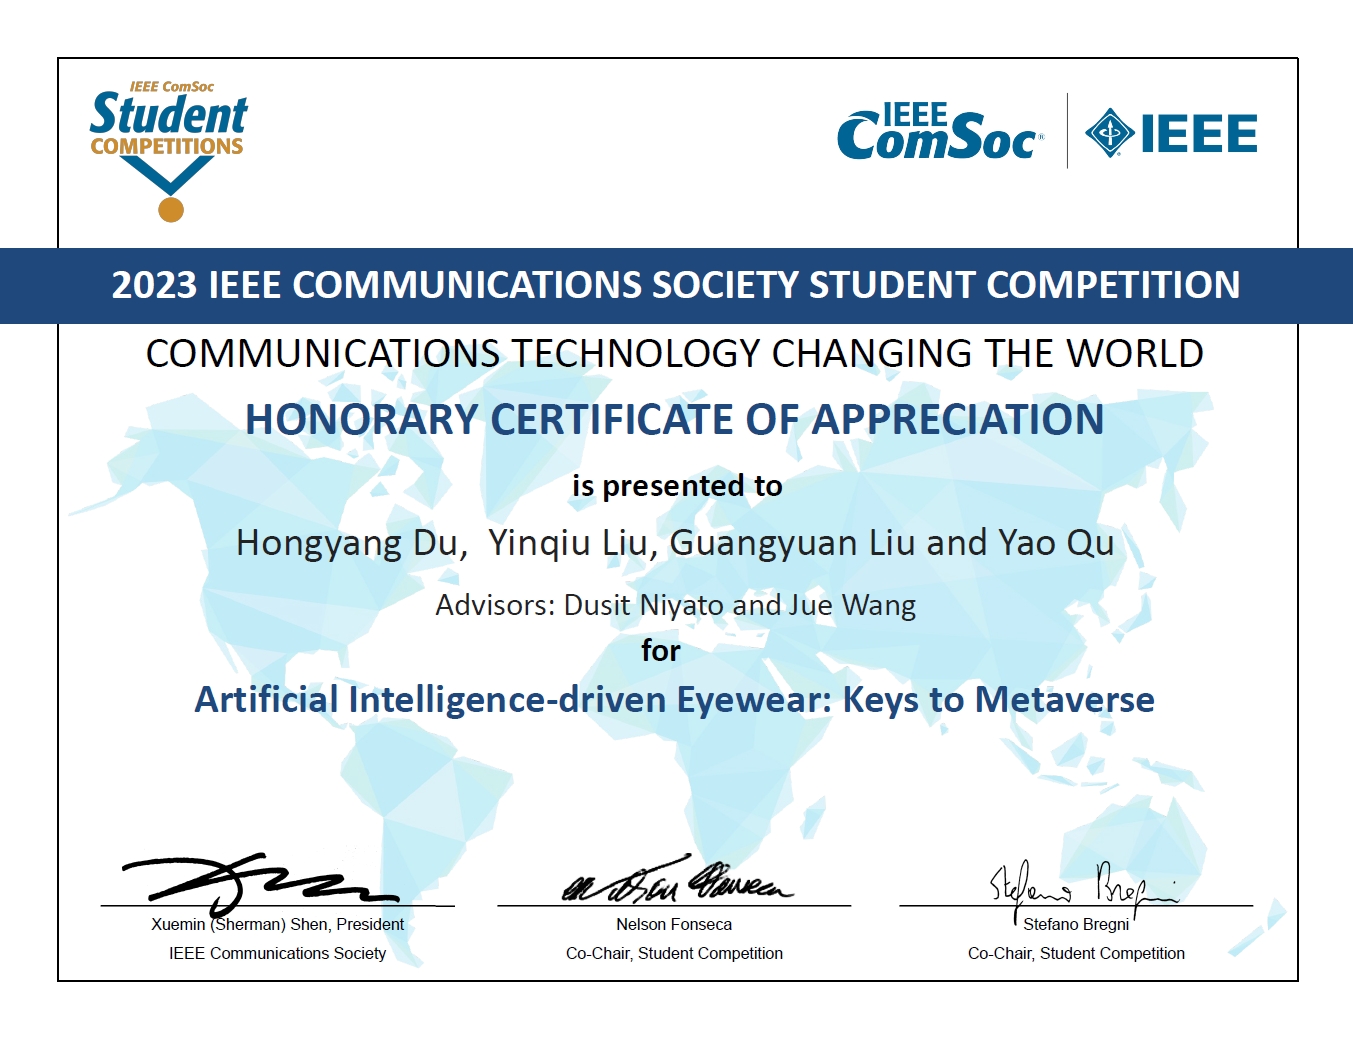 IEEE ComSoc
Student
COMPETITIONS
IEEE
ComSoc®
IEEE
2023 IEEE COMMUNICATIONS SOCIETY STUDENT COMPETITION
COMMUNICATIONS TECHNOLOGY CHANGING THE WORLD
HONORARY CERTIFICATE OF APPRECIATION
is presented to
Hongyang Du,  Yinqiu Liu, Guangyuan Liu and Yao Qu
Advisors: Dusit Niyato and Jue Wang
for
Artificial Intelligence-driven Eyewear: Keys to Metaverse
Stefano Bregni
Xuemin (Sherman) Shen, President
IEEE Communications Society
Nelson Fonseca
Co-Chair, Student Competition
Stefano Bregni
Co-Chair, Student Competition